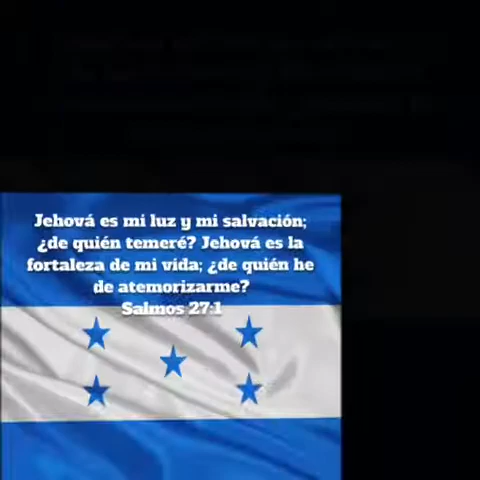 Jehová es mi luz y mi salvación;
¿de quién temeré? Jehová es la
fortaleza de mi vida; ¿de quién he
de atemorizarme?
Salmos 27:1